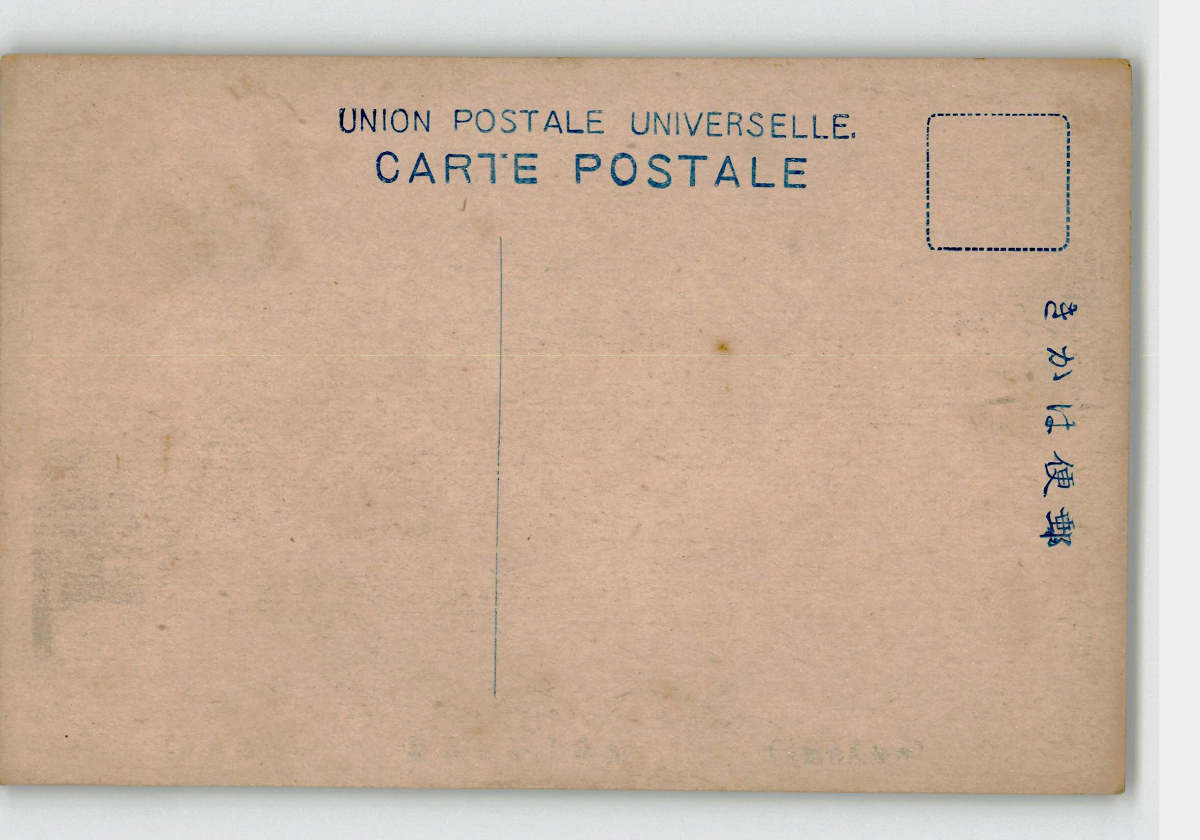 UNION POSTALE UNIVERSELLE.
CARTE POSTALE
きかは便郵